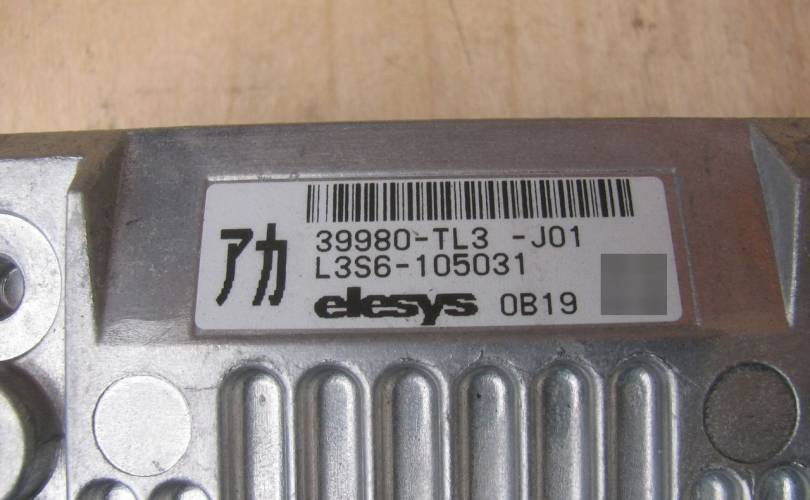 アカ
39980-TL3 -J01
L3S6-105031
elesys 0B19